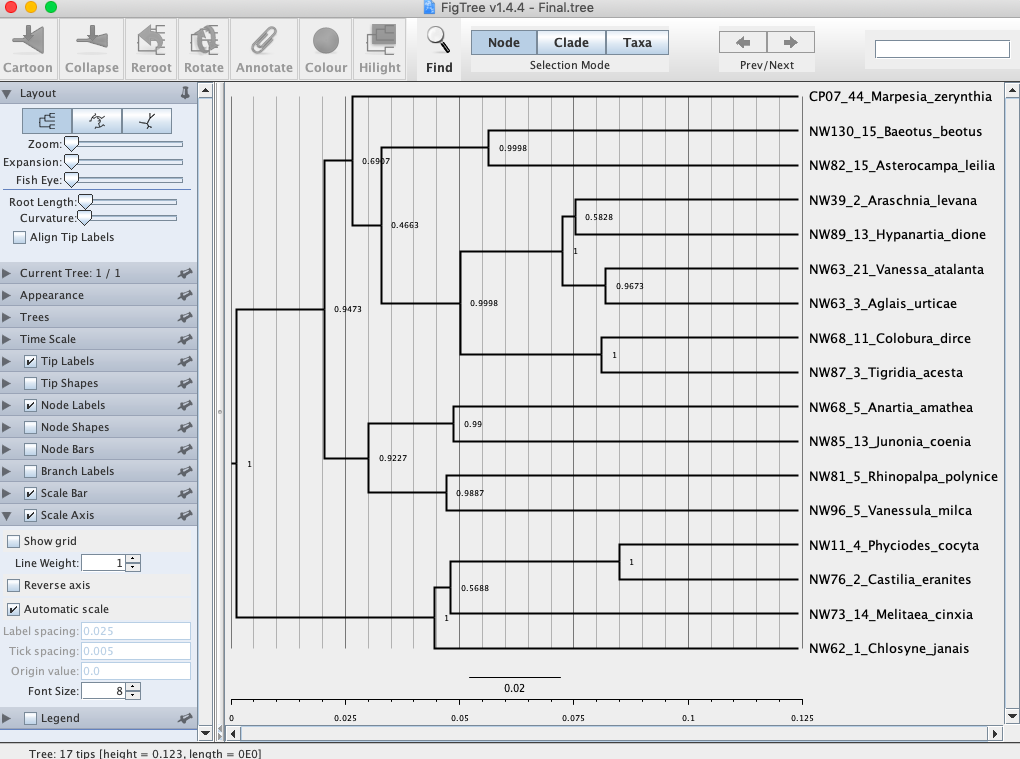 FigTree v1.4.4 - Final.tree
Cartoon Collapse Reroot Rotate Annotate Colour Hilight Find
Node Clade Taxa
Selection Mode
Prev/Next
Layout
Zoom:
Expansion:
Fish Eye:
Root Length:
Curvature:
Align Tip Labels
Current Tree: 1 / 1
Appearance
Trees
Time Scale
Tip Labels
Tip Shapes
Node Labels
Node Shapes
Node Bars
Branch Labels
Scale Bar
Scale Axis
Show grid
Line Weight: 1
Reverse axis
Automatic scale
Label spacing: 0.025
Tick spacing: 0.005
Origin value: 0.0
Font Size: 8
Legend
CP07_44_Marpesia_zerynthia
NW130_15_Baeotus_beotus
0.9998
0.6907
NW82_15_Asterocampa_leilia
NW39_2_Araschnia_levana
0.5828
0.4663
NW89_13_Hypanartia_dione
1
NW63_21_Vanessa_atalanta
0.9673
0.9998
NW63_3_Aglais_urticae
0.9473
NW68_11_Colobura_dirce
1
NW87_3_Tigridia_acesta
NW68_5_Anartia_amathea
0.99
NW85_13_Junonia_coenia
0.9227
1
NW81_5_Rhinopalpa_polynice
0.9887
NW96_5_Vanessula_milca
NW11_4_Phyciodes_cocyta
1
NW76_2_Castilia_eranites
0.5688
NW73_14_Melitaea_cinxia
1
NW62_1_Chlosyne_janais
0.02
0 0.025 0.05 0.075 0.1 0.125
Tree: 17 tips [height = 0.123, length = 0E0]